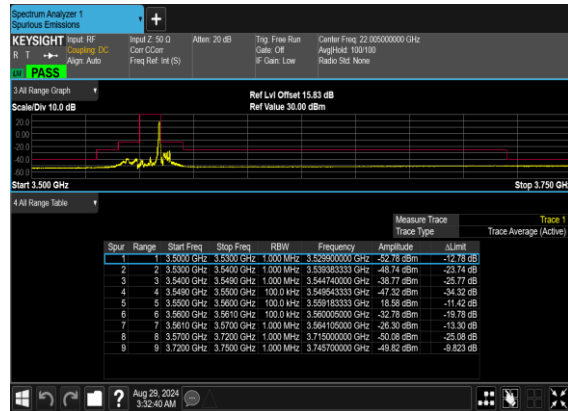 Spectrum Analyzer 1
Spurious Emissions
KEYSIGHT Input: RF Input Z: 50 Ω Atten: 20 dB Trig: Free Run Center Freq: 22.005000000 GHz
R T Coupling: DC Corr CCorr Gate: Off Avg|Hold: 100/100
Align: Auto Freq Ref: Int (S) IF Gain: Low Radio Std: None
PASS
3 All Range Graph
Ref Lvl Offset 15.83 dB
Scale/Div 10.0 dB Ref Value 30.00 dBm
20.0
0.00
-20.0
-40.0
-60.0
Start 3.500 GHz Stop 3.750 GH
4 All Range Table
Measure Trace Trace 1
Trace Type Trace Average (Active)
Spur Range Start Freq Stop Freq RBW Frequency Amplitude ΔLimit
1 1 3.5000 GHz 3.5300 GHz 1.000 MHz 3.529900000 GHz -52.78 dBm -12.78 dB
2 2 3.5300 GHz 3.5400 GHz 1.000 MHz 3.539383333 GHz -48.74 dBm -23.74 dB
3 3 3.5400 GHz 3.5490 GHz 1.000 MHz 3.544740000 GHz -38.77 dBm -25.77 dB
4 4 3.5490 GHz 3.5500 GHz 100.0 kHz 3.549543333 GHz -47.32 dBm -34.32 dB
5 5 3.5500 GHz 3.5600 GHz 100.0 kHz 3.559183333 GHz 18.58 dBm -11.42 dB
6 6 3.5600 GHz 3.5610 GHz 100.0 kHz 3.560005000 GHz -32.78 dBm -19.78 dB
7 7 3.5610 GHz 3.5700 GHz 1.000 MHz 3.564105000 GHz -26.30 dBm -13.30 dB
8 8 3.5700 GHz 3.7200 GHz 1.000 MHz 3.715000000 GHz -50.08 dBm -25.08 dB
9 9 3.7200 GHz 3.7500 GHz 1.000 MHz 3.745700000 GHz -49.82 dBm -9.823 dB
Aug 29, 2024
3:32:40 AM